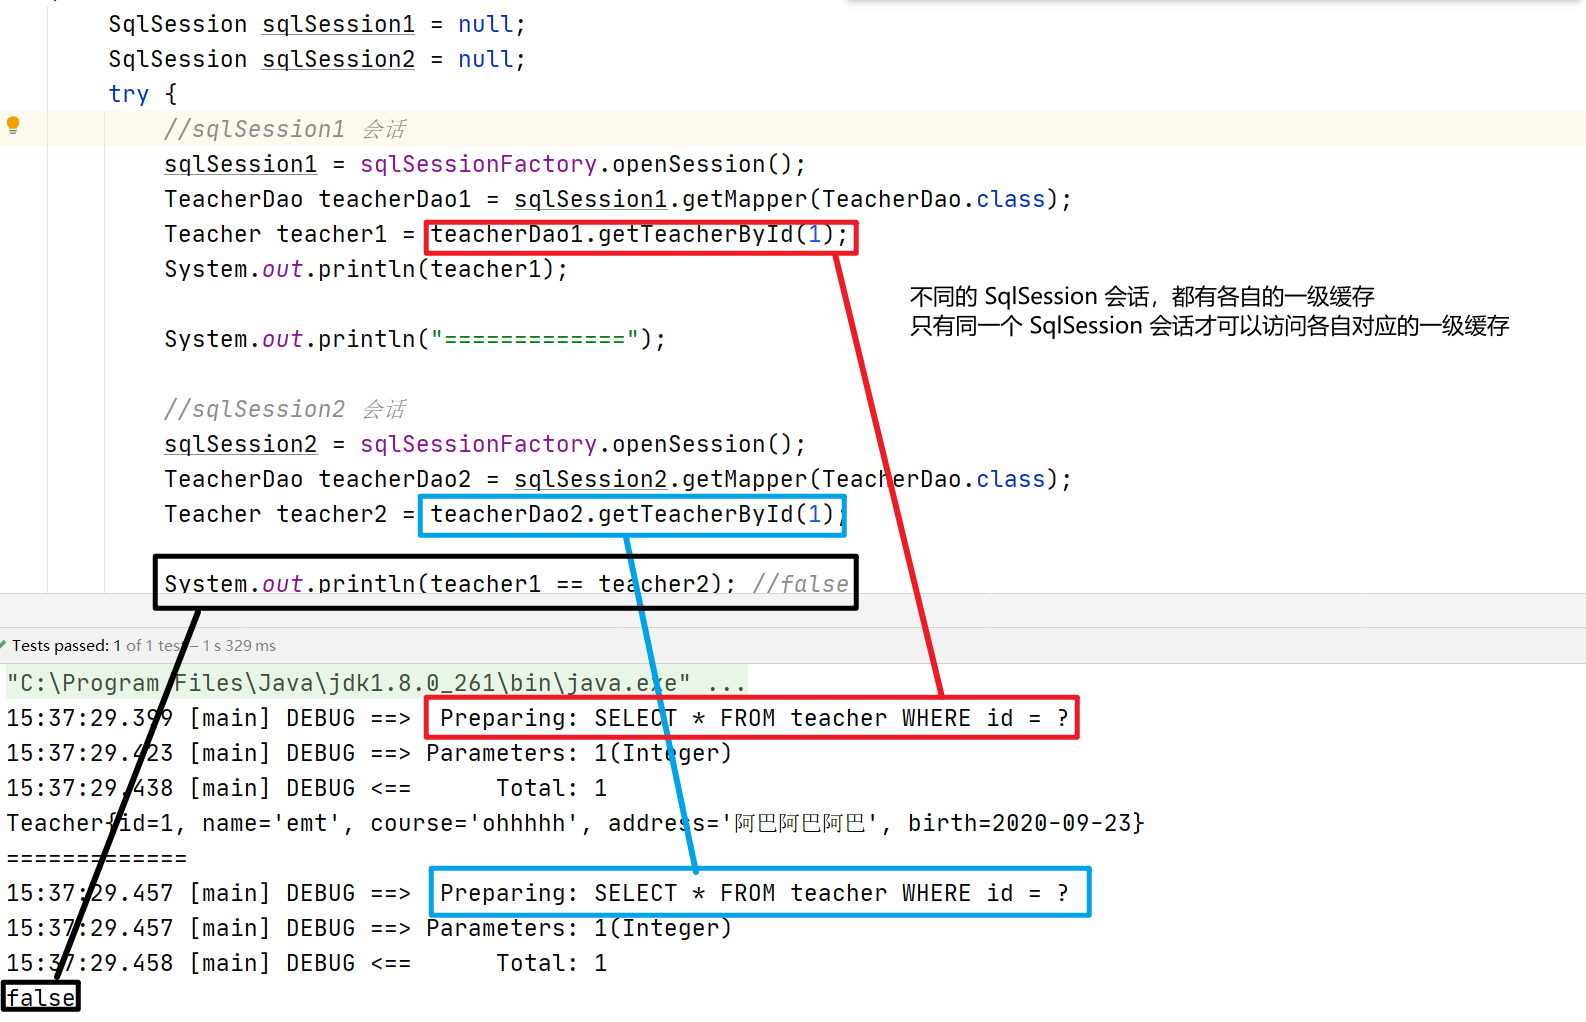 SqlSession sqlSession1 = null;
SqlSession sqlSession2 = null;
try {
//sqlSession1 会话
sqlSession1 = sqlSessionFactory.openSession();
TeacherDao teacherDao1 = sqlSession1.getMapper(TeacherDao.class);
Teacher teacher1 = teacherDao1.getTeacherById(1);
System.out.println(teacher1);
不同的 SqlSession 会话，都有各自的一级缓存
只有同一个 SqlSession 会话才可以访问各自对应的一级缓存
System.out.println("=============");
//sqlSession2 会话
sqlSession2 = sqlSessionFactory.openSession();
TeacherDao teacherDao2 = sqlSession2.getMapper(TeacherDao.class);
Teacher teacher2 = teacherDao2.getTeacherById(1);
System.out.println(teacher1 == teacher2); //false
Tests passed: 1 of 1 test – 1 s 329 ms
"C:\Program Files\Java\jdk1.8.0_261\bin\java.exe" ...
15:37:29.399 [main] DEBUG ==>  Preparing: SELECT * FROM teacher WHERE id = ?
15:37:29.423 [main] DEBUG ==> Parameters: 1(Integer)
15:37:29.438 [main] DEBUG <==      Total: 1
Teacher{id=1, name='emt', course='ohhhhh', address='阿巴阿巴阿巴', birth=2020-09-23}
=============
15:37:29.457 [main] DEBUG ==>  Preparing: SELECT * FROM teacher WHERE id = ?
15:37:29.457 [main] DEBUG ==> Parameters: 1(Integer)
15:37:29.458 [main] DEBUG <==      Total: 1
false